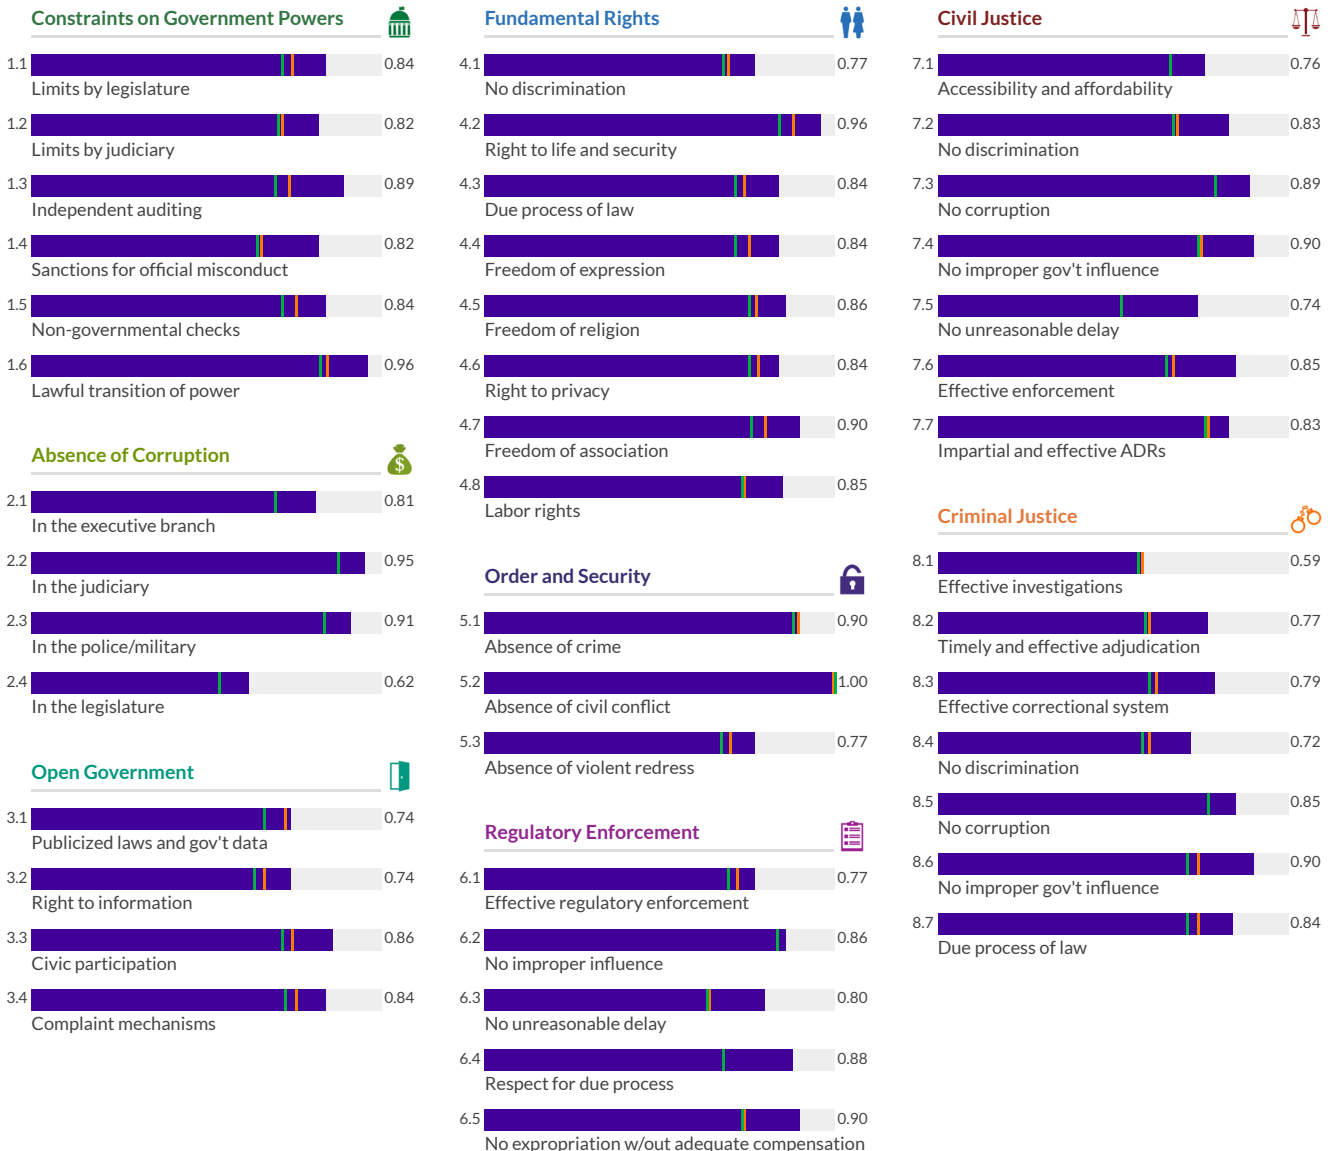 Constraints on Government Powers
1.1 0.84
Limits by legislature
1.2 0.82
Limits by judiciary
1.3 0.89
Independent auditing
1.4 0.82
Sanctions for official misconduct
1.5 0.84
Non-governmental checks
1.6 0.96
Lawful transition of power
Absence of Corruption
$
2.1 0.81
In the executive branch
2.2 0.95
In the judiciary
2.3 0.91
In the police/military
2.4 0.62
In the legislature
Open Government
3.1 0.74
Publicized laws and gov't data
3.2 0.74
Right to information
3.3 0.86
Civic participation
3.4 0.84
Complaint mechanisms
Fundamental Rights
4.1 0.77
No discrimination
4.2 0.96
Right to life and security
4.3 0.84
Due process of law
4.4 0.84
Freedom of expression
4.5 0.86
Freedom of religion
4.6 0.84
Right to privacy
4.7 0.90
Freedom of association
4.8 0.85
Labor rights
Order and Security
5.1 0.90
Absence of crime
5.2 1.00
Absence of civil conflict
5.3 0.77
Absence of violent redress
Regulatory Enforcement
6.1 0.77
Effective regulatory enforcement
6.2 0.86
No improper influence
6.3 0.80
No unreasonable delay
6.4 0.88
Respect for due process
6.5 0.90
No expropriation w/out adequate compensation
Civil Justice
7.1 0.76
Accessibility and affordability
7.2 0.83
No discrimination
7.3 0.89
No corruption
7.4 0.90
No improper gov't influence
7.5 0.74
No unreasonable delay
7.6 0.85
Effective enforcement
7.7 0.83
Impartial and effective ADRs
Criminal Justice
8.1 0.59
Effective investigations
8.2 0.77
Timely and effective adjudication
8.3 0.79
Effective correctional system
8.4 0.72
No discrimination
8.5 0.85
No corruption
8.6 0.90
No improper gov't influence
8.7 0.84
Due process of law